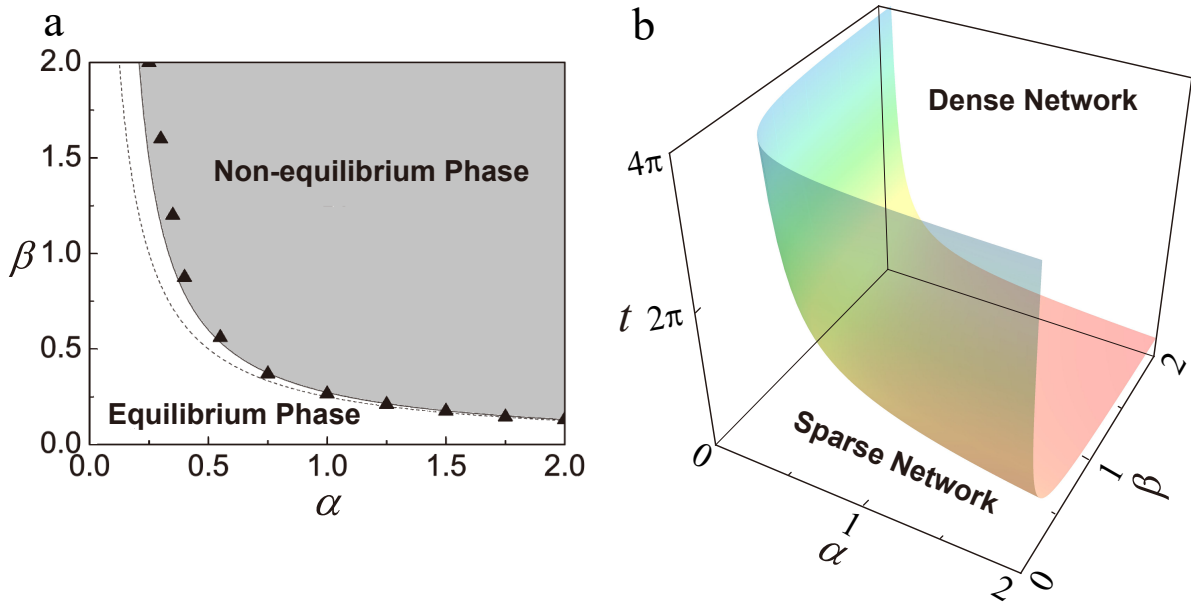 a
2.0
1.5
1.0
0.5
0.0
β
Non-equilibrium Phase
Equilibrium Phase
0.0
0.5
1.0
1.5
2.0
α
b
Dense Network
4π
t
2π
0
Sparse Network
1
α
2
0
1
β
2